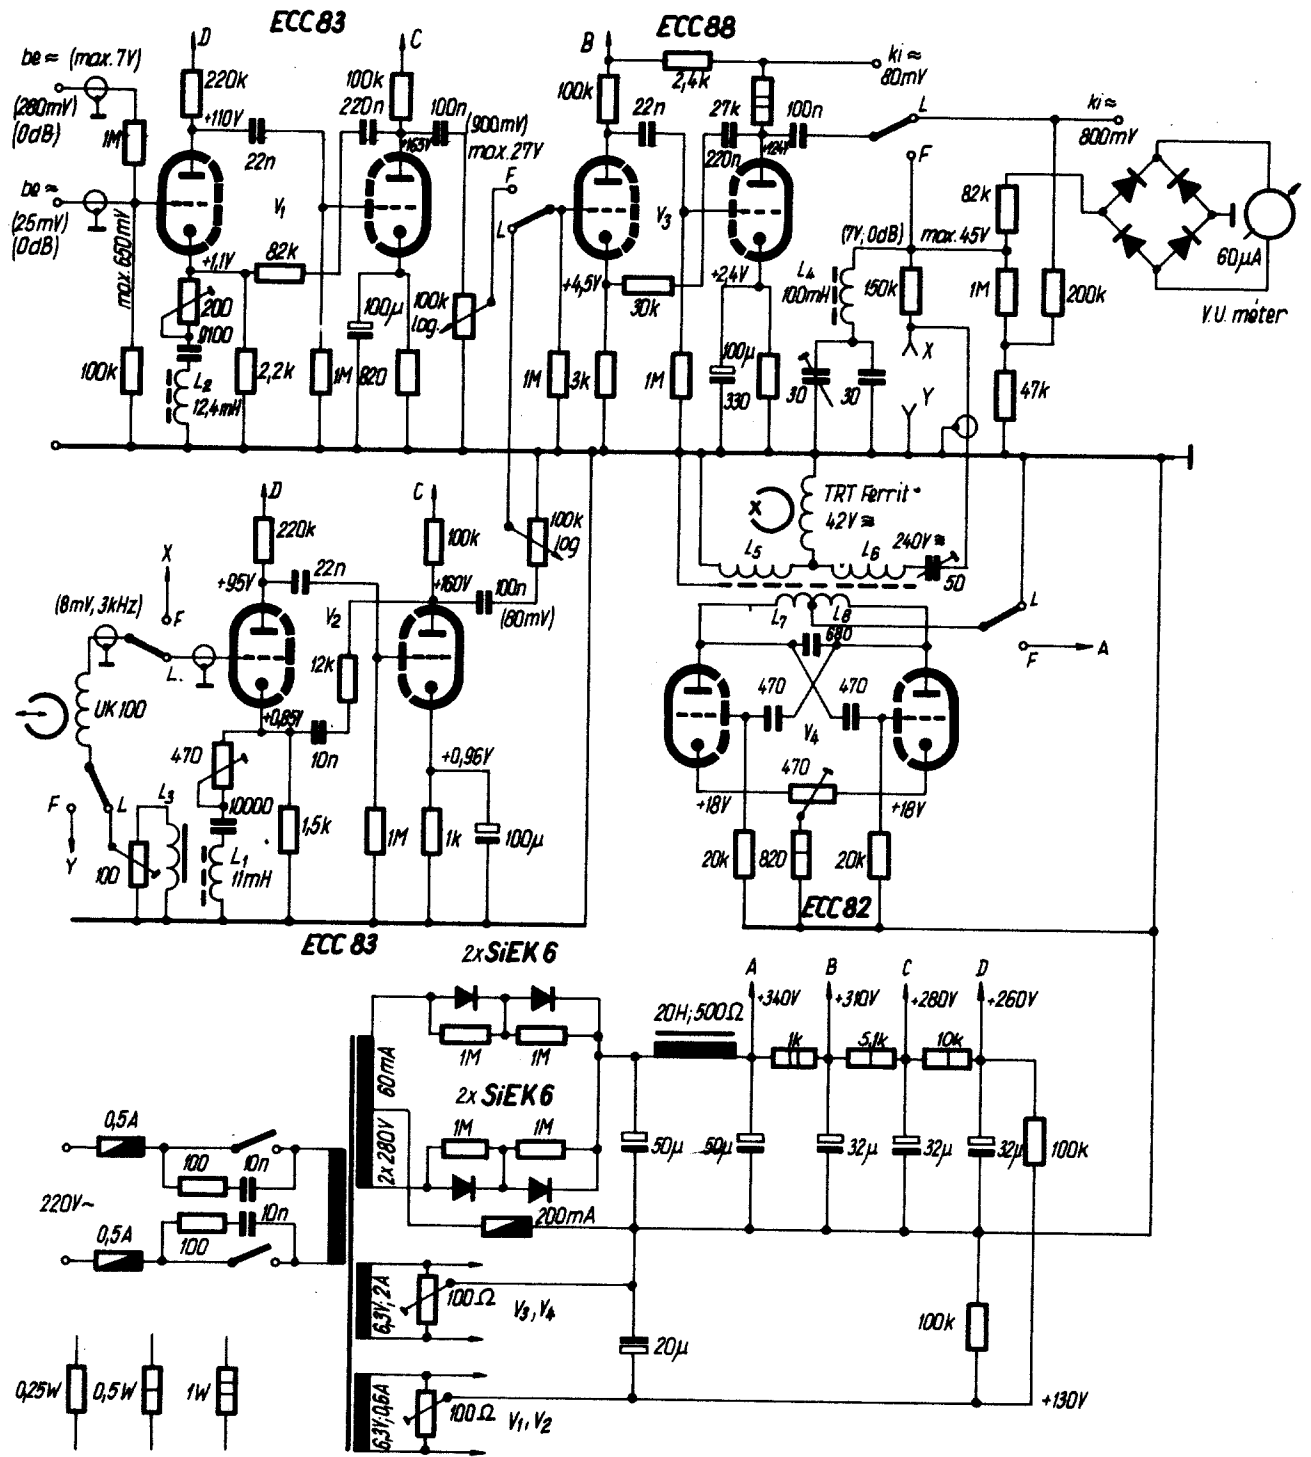 ECC83
ECC88
D
C
B
be≈ (max. 7V)
(280mV)
(0dB)
be≈
(25mV)
(0dB)
max. 650mV
1M
220k
+110V
22n
V1
100k
220n
100n
+163V
(900mV)
max. 27V
F
L
+1,1V
82k
200
9100
L2
12,4mH
2,2k
100k
1M
100µ
820
100k
log.
100k
22n
2,4k
27k
100n
220n
+124V
ki≈
80mV
L
ki≈
800mV
F
V3
+4,5V
30k
+2,4V
1M
3k
1M
100µ
330
(7V, 0dB)
max. 45V
L4
100mH
150k
82k
1M
200k
30
30
X
Y
47k
60µA
V.U. méter
D
C
220k
100k
X
+95V
22n
+160V
100n
(80mV)
100k
log
(8mV, 3kHz)
F
L.
V2
12k
UK 100
+0,85V
10n
+0,96V
470
10000
F
L
L3
Y
100
L1
11mH
1,5k
1M
1k
100µ
ECC 83
X
TRT Ferrit
42V≈
L5
L6
240V≈
50
L7
L8
680
L
F
A
470
470
V4
470
+18V
+18V
20k
820
20k
ECC 82
2x SiEK 6
1M
1M
2x SiEK 6
1M
1M
60mA
2x280V
200mA
20H; 500Ω
A
B
C
D
+340V
+310V
+280V
+260V
1k
5,1k
10k
50µ
50µ
32µ
32µ
32µ
100k
0,5A
100
10n
220V~
10n
100
0,5A
6,3V; 2A
100Ω
V3, V4
20µ
100k
6,3V; 0,6A
100Ω
V1, V2
+130V
0,25W
0,5W
1W